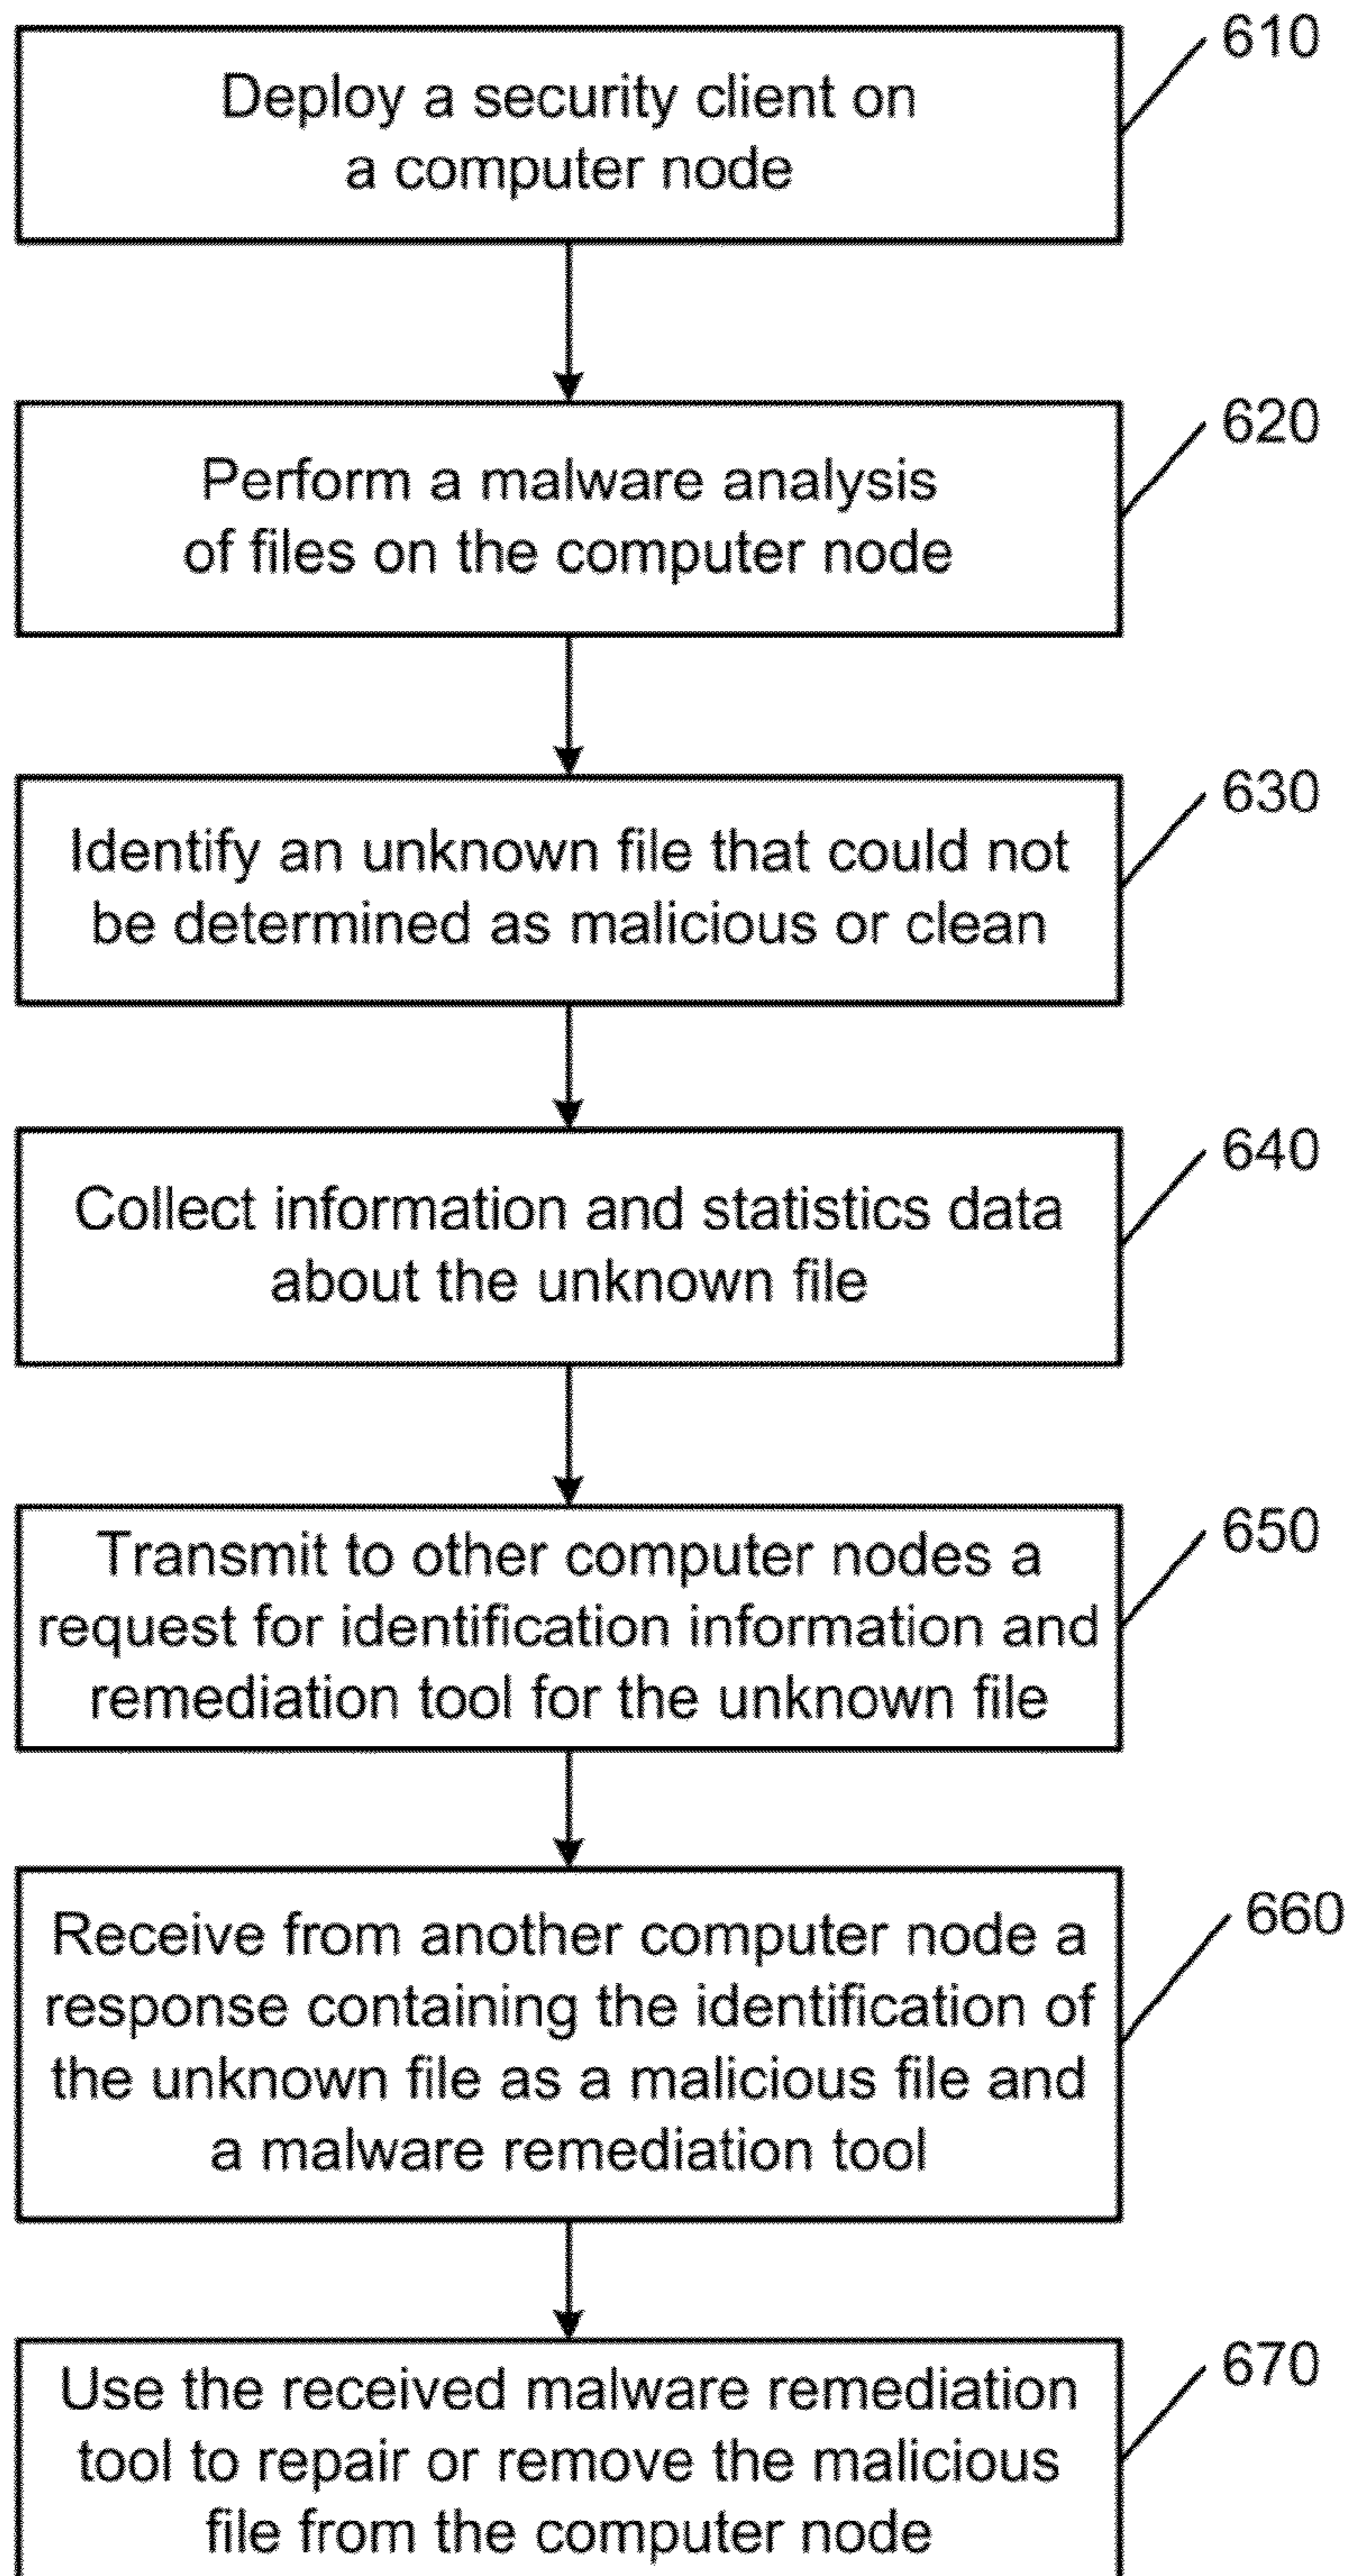 610
Deploy a security client on
a computer node
620
Perform a malware analysis
of files on the computer node
630
Identify an unknown file that could not
be determined as malicious or clean
640
Collect information and statistics data
about the unknown file
650
Transmit to other computer nodes a
request for identification information and
remediation tool for the unknown file
660
Receive from another computer node a
response containing the identification of
the unknown file as a malicious file and
a malware remediation tool
670
Use the received malware remediation
tool to repair or remove the malicious
file from the computer node